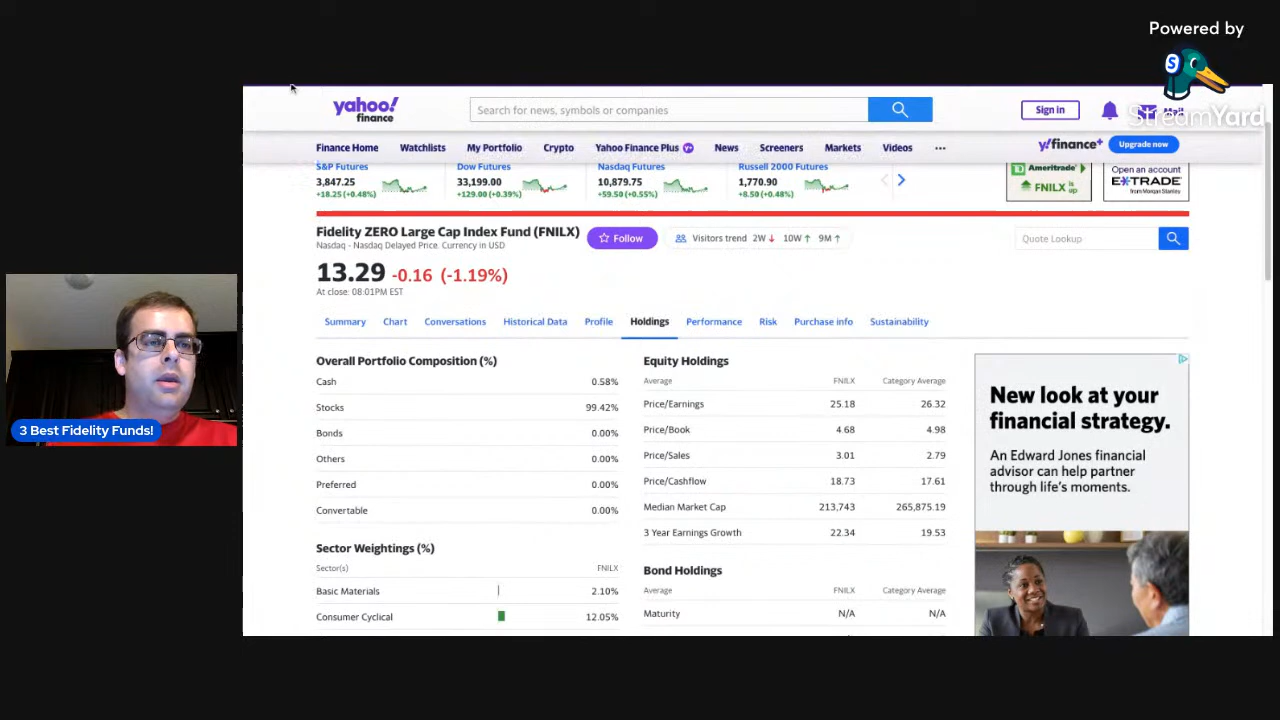 Powered by
S
StreamYard
yahoo!
finance
Search for news, symbols or companies
Sign in
Mail
Finance Home Watchlists My Portfolio Crypto Yahoo Finance Plus News Screeners Markets Videos ...
yahoo!finance+ Upgrade now
S&P Futures Dow Futures Nasdaq Futures Russell 2000 Futures
3,847.25 33,199.00 10,879.75 1,770.90
+18.25 (+0.48%) +129.00 (+0.39%) +59.50 (+0.55%) +8.50 (+0.48%)
TD Ameritrade
FNILX is
up
Open an account
E*TRADE
from Morgan Stanley
Fidelity ZERO Large Cap Index Fund (FNILX)
Follow
Visitors trend 2W↓ 10W↑ 9M↑
Quote Lookup
Nasdaq - Nasdaq Delayed Price. Currency in USD
13.29 -0.16 (-1.19%)
At close: 08:01PM EST
Summary Chart Conversations Historical Data Profile Holdings Performance Risk Purchase info Sustainability
Overall Portfolio Composition (%)
Cash 0.58%
Stocks 99.42%
Bonds 0.00%
Others 0.00%
Preferred 0.00%
Convertable 0.00%
Sector Weightings (%)
Sector(s) FNILX
Basic Materials 2.10%
Consumer Cyclical 12.05%
Equity Holdings
Average FNILX Category Average
Price/Earnings 25.18 26.32
Price/Book 4.68 4.98
Price/Sales 3.01 2.79
Price/Cashflow 18.73 17.61
Median Market Cap 213,743 265,875.19
3 Year Earnings Growth 22.34 19.53
Bond Holdings
Average FNILX Category Average
Maturity N/A N/A
New look at your
financial strategy.
An Edward Jones financial
advisor can help partner
through life's moments.
3 Best Fidelity Funds!